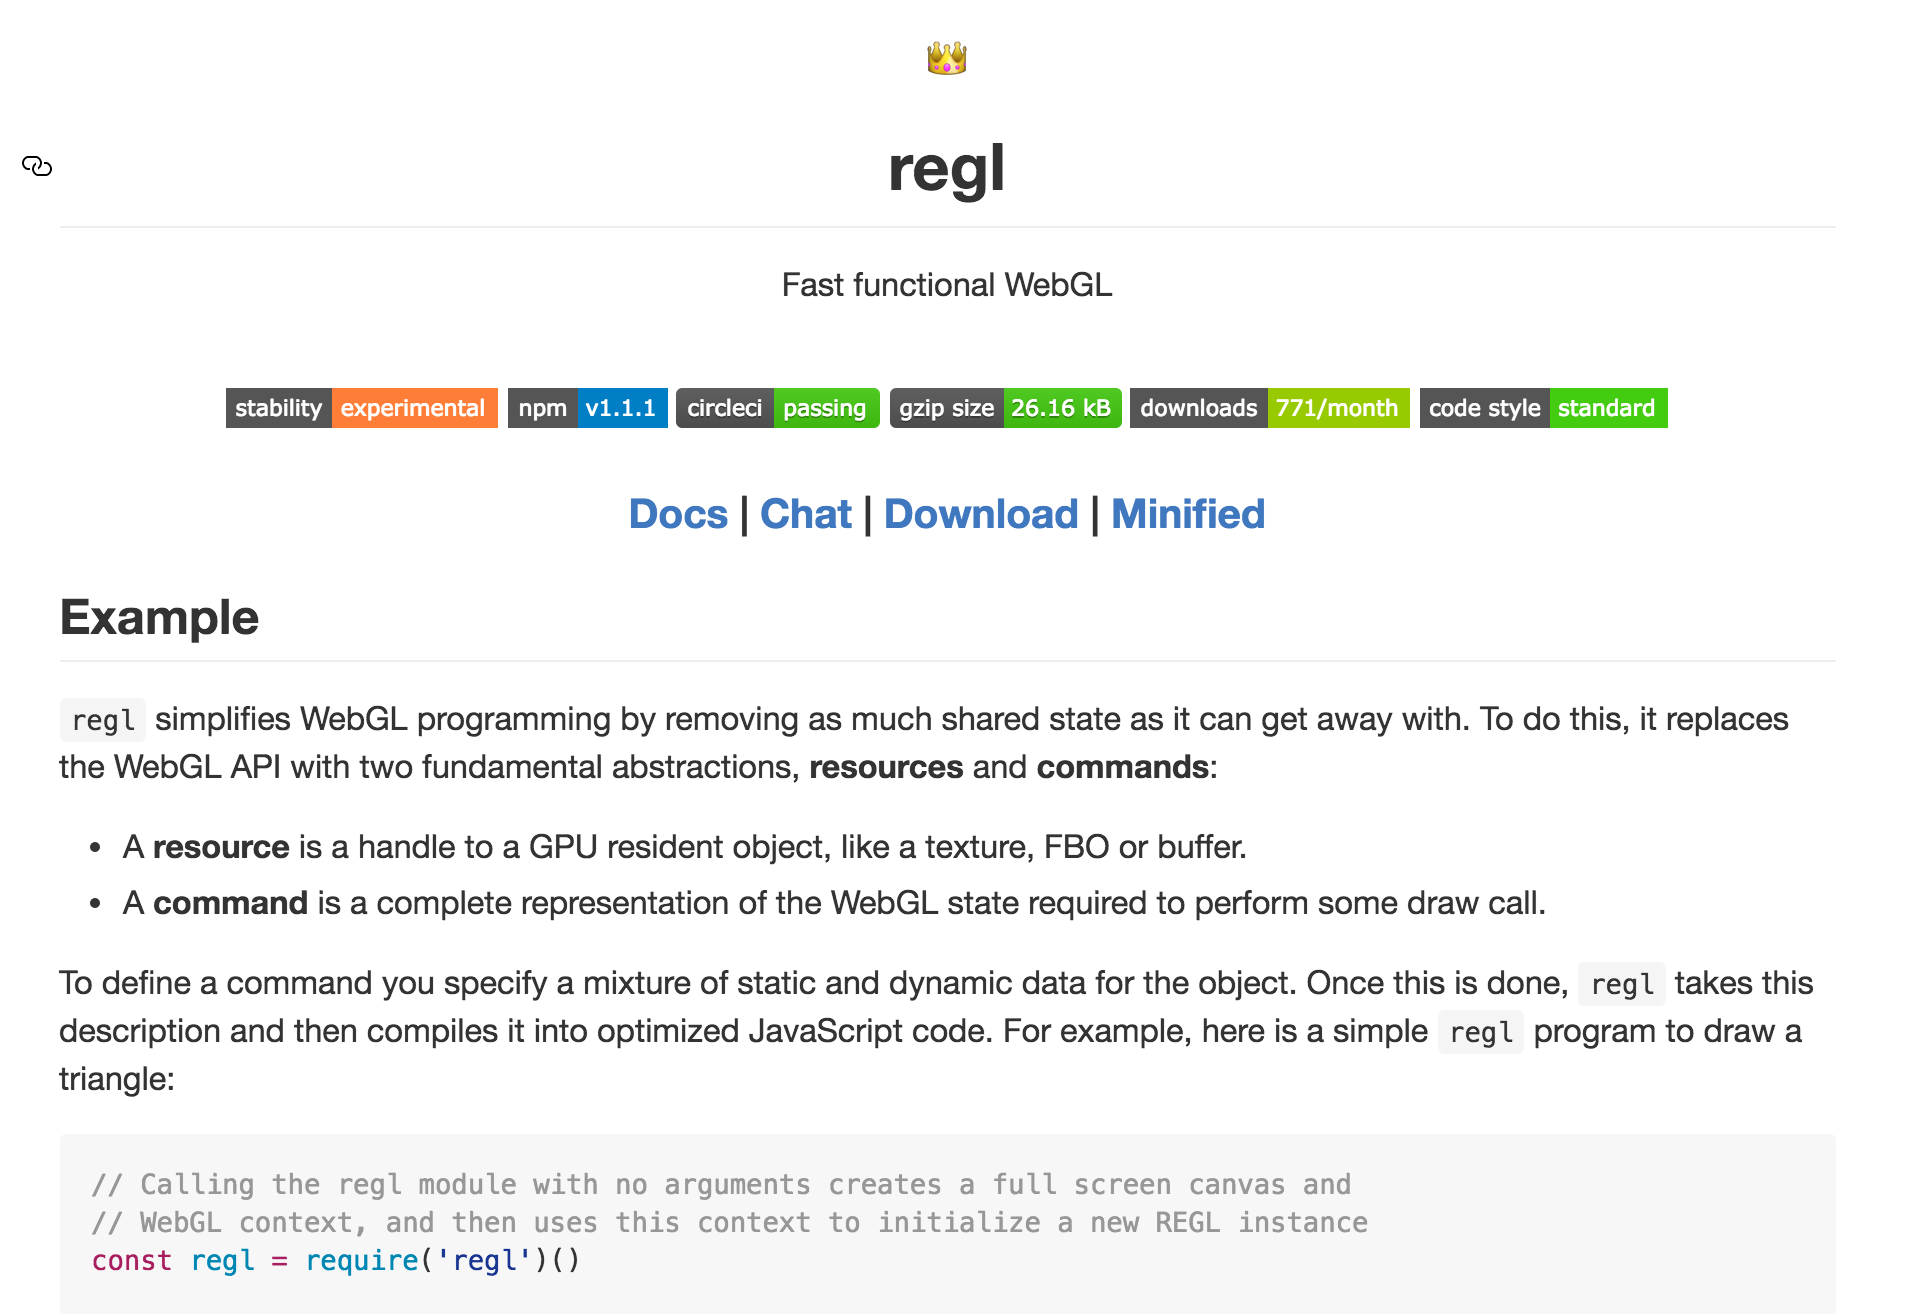 regl
Fast functional WebGL
stability experimental npm v1.1.1 circleci passing gzip size 26.16 kB downloads 771/month code style standard
Docs | Chat | Download | Minified
Example
regl simplifies WebGL programming by removing as much shared state as it can get away with. To do this, it replaces
the WebGL API with two fundamental abstractions, resources and commands:
• A resource is a handle to a GPU resident object, like a texture, FBO or buffer.
• A command is a complete representation of the WebGL state required to perform some draw call.
To define a command you specify a mixture of static and dynamic data for the object. Once this is done, regl takes this
description and then compiles it into optimized JavaScript code. For example, here is a simple regl program to draw a
triangle:
// Calling the regl module with no arguments creates a full screen canvas and
// WebGL context, and then uses this context to initialize a new REGL instance
const regl = require('regl')()